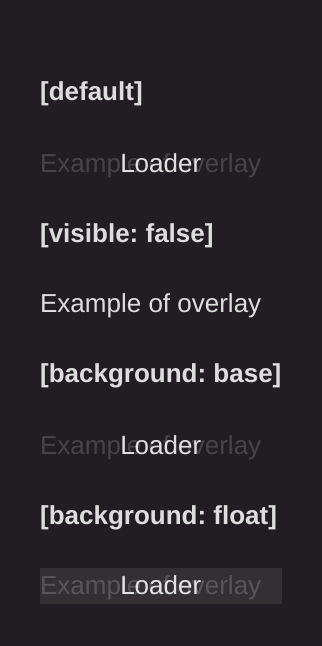 [default]
Example of overlay
Loader
[visible: false]
Example of overlay
[background: base]
Example of overlay
Loader
[background: float]
Example of overlay
Loader